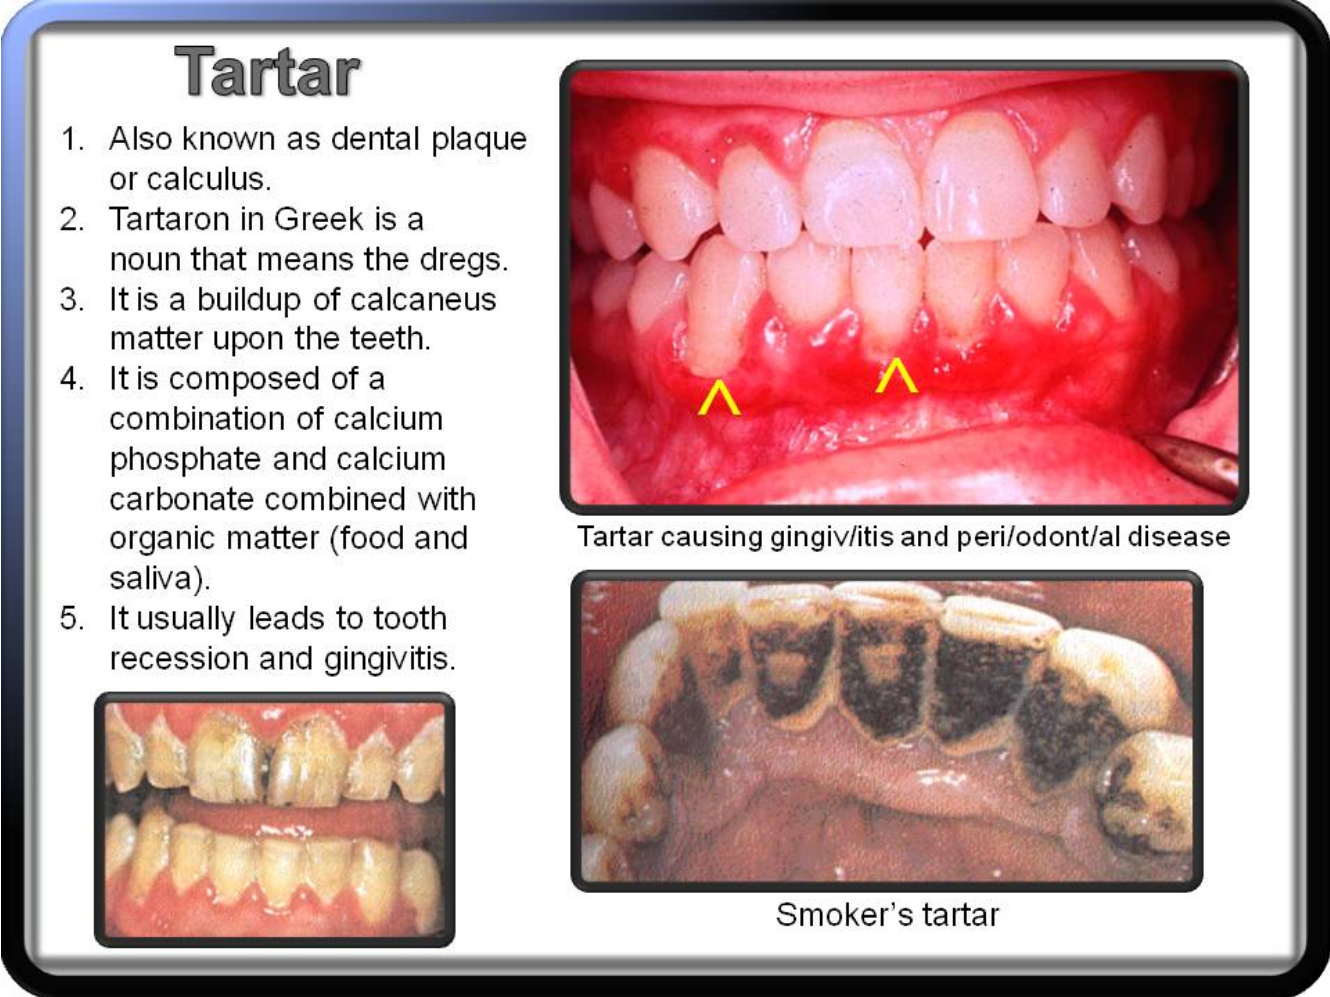 Tartar
1. Also known as dental plaque
or calculus.
2. Tartaron in Greek is a
noun that means the dregs.
3. It is a buildup of calcaneus
matter upon the teeth.
4. It is composed of a
combination of calcium
phosphate and calcium
carbonate combined with
organic matter (food and
saliva).
5. It usually leads to tooth
recession and gingivitis.
Tartar causing gingiv/itis and peri/odont/al disease
Smoker’s tartar